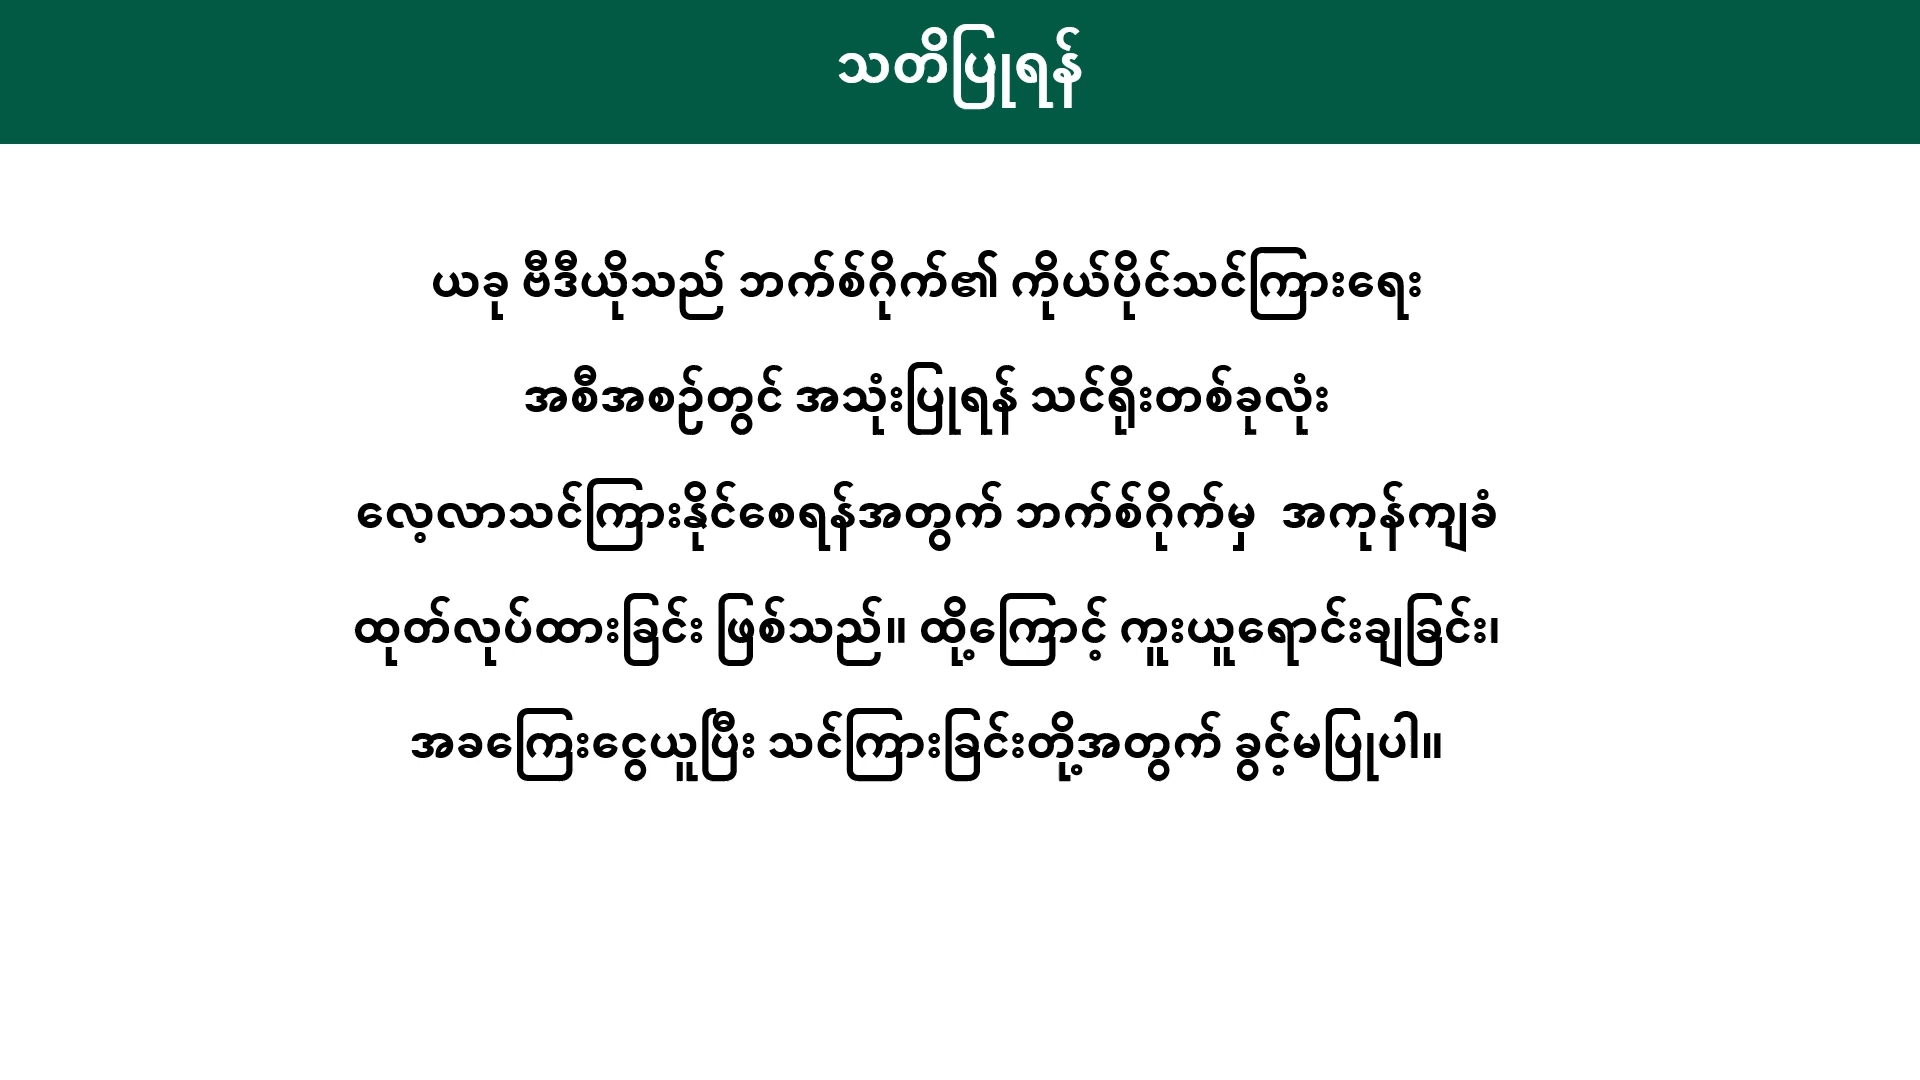 သတိပြုရန်
ယခု ဗီဒီယိုသည် ဘက်စ်ဂိုက်၏ ကိုယ်ပိုင်သင်ကြားရေး
အစီအစဉ်တွင် အသုံးပြုရန် သင်ရိုးတစ်ခုလုံး
လေ့လာသင်ကြားနိုင်စေရန်အတွက် ဘက်စ်ဂိုက်မှ  အကုန်ကျခံ
ထုတ်လုပ်ထားခြင်း ဖြစ်သည်။ ထို့ကြောင့် ကူးယူရောင်းချခြင်း၊
အခကြေးငွေယူပြီး သင်ကြားခြင်းတို့အတွက် ခွင့်မပြုပါ။